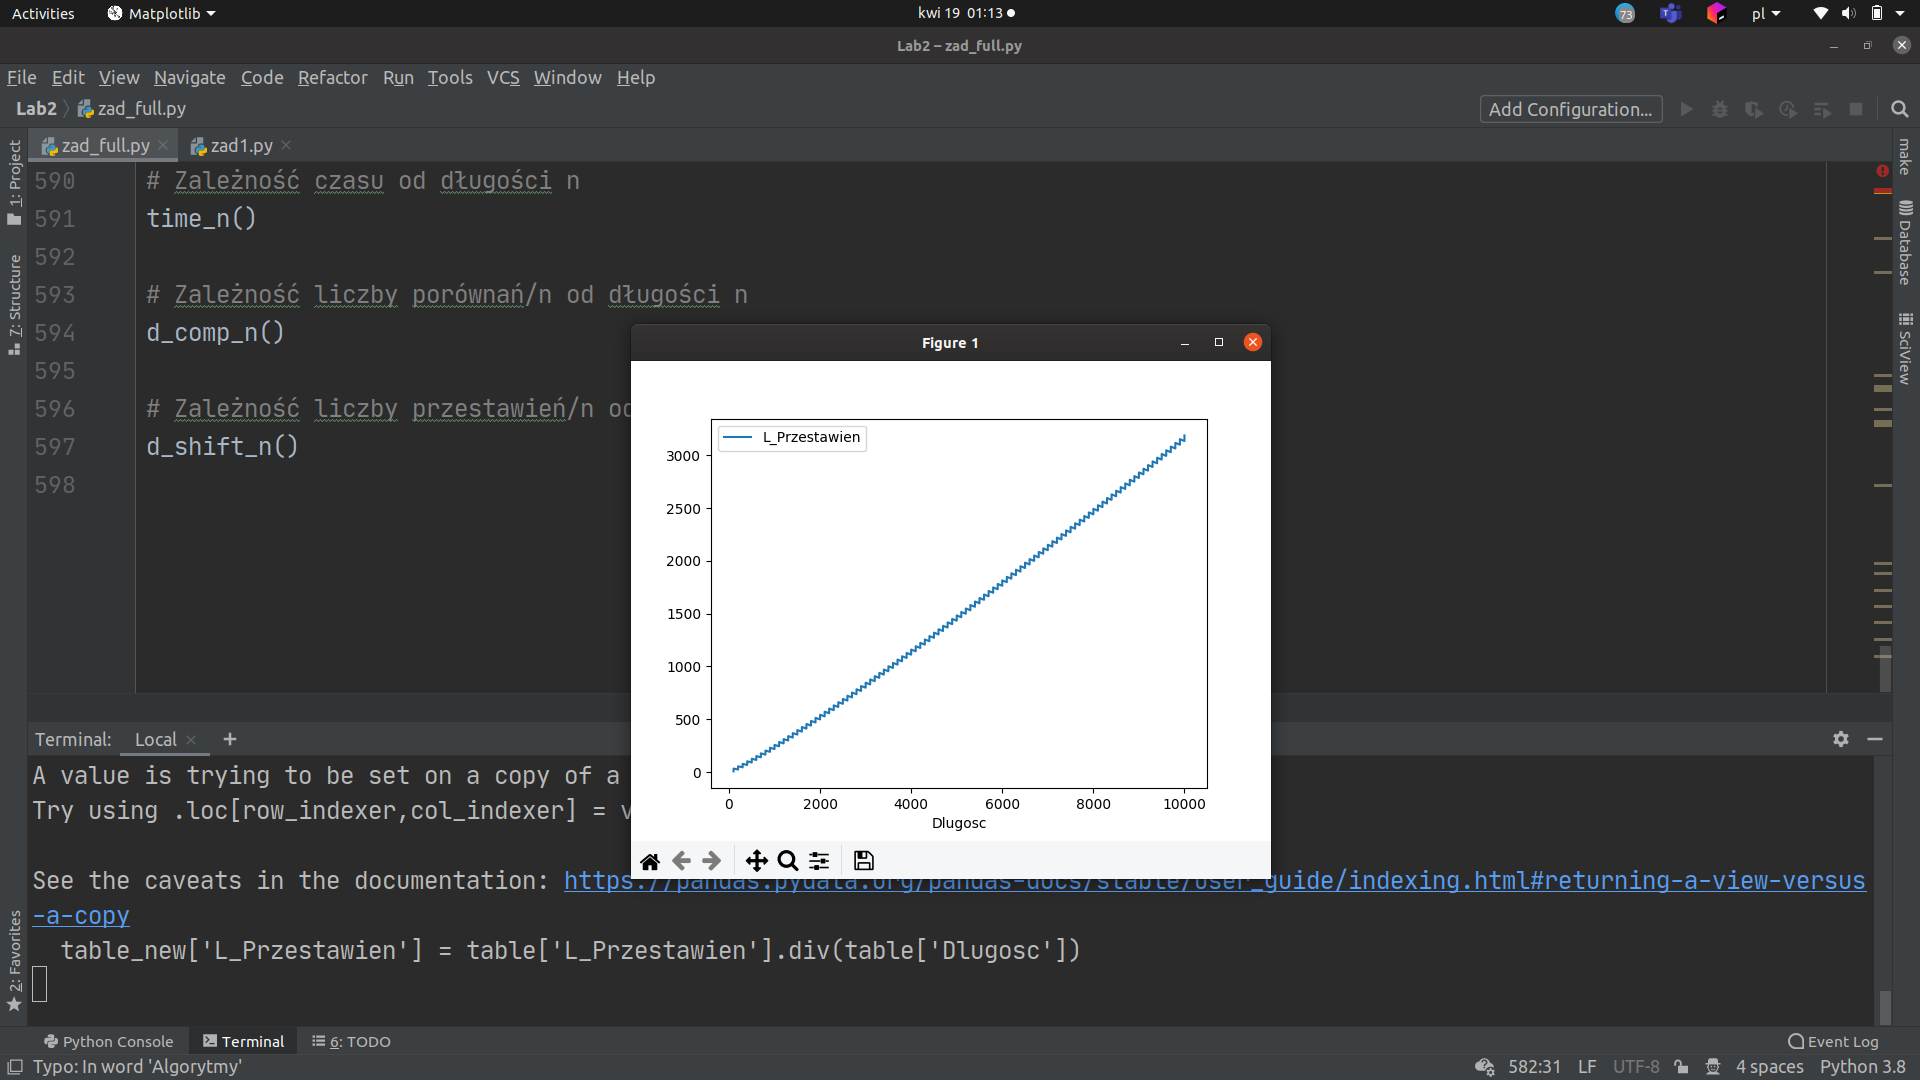 Activities Matplotlib kwi 19 01:13 73 pl
Lab2 – zad_full.py
File Edit View Navigate Code Refactor Run Tools VCS Window Help
Lab2 zad_full.py Add Configuration...
zad_full.py zad1.py
1: Project
7: Structure
2: Favorites
make
Database
SciView
590 # Zależność czasu od długości n
591 time_n()
592
593 # Zależność liczby porównań/n od długości n
594 d_comp_n()
595
596 # Zależność liczby przestawień/n od
597 d_shift_n()
598
Figure 1
L_Przestawien
3000
2500
2000
1500
1000
500
0
0 2000 4000 6000 8000 10000
Dlugosc
Terminal: Local +
A value is trying to be set on a copy of a
Try using .loc[row_indexer,col_indexer] = v
See the caveats in the documentation: https://pandas.pydata.org/pandas-docs/stable/user_guide/indexing.html#returning-a-view-versus
-a-copy
table_new['L_Przestawien'] = table['L_Przestawien'].div(table['Dlugosc'])
Python Console Terminal 6: TODO Event Log
Typo: In word 'Algorytmy' 582:31 LF UTF-8 4 spaces Python 3.8